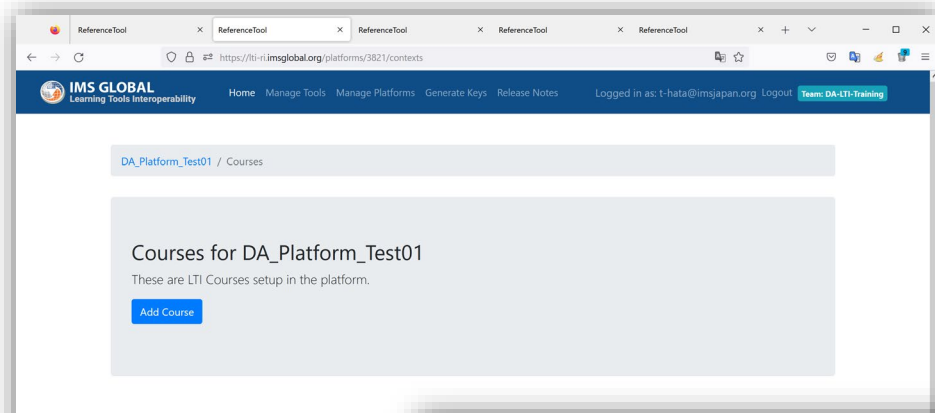 ReferenceTool × ReferenceTool × ReferenceTool × ReferenceTool × ReferenceTool ×
https://lti-ri.imsglobal.org/platforms/3821/contexts
IMS GLOBAL
Learning Tools Interoperability
Home Manage Tools Manage Platforms Generate Keys Release Notes Logged in as: t-hata@imsjapan.org Logout Team: DA-LTI-Training
DA_Platform_Test01 / Courses
Courses for DA_Platform_Test01
These are LTI Courses setup in the platform.
Add Course